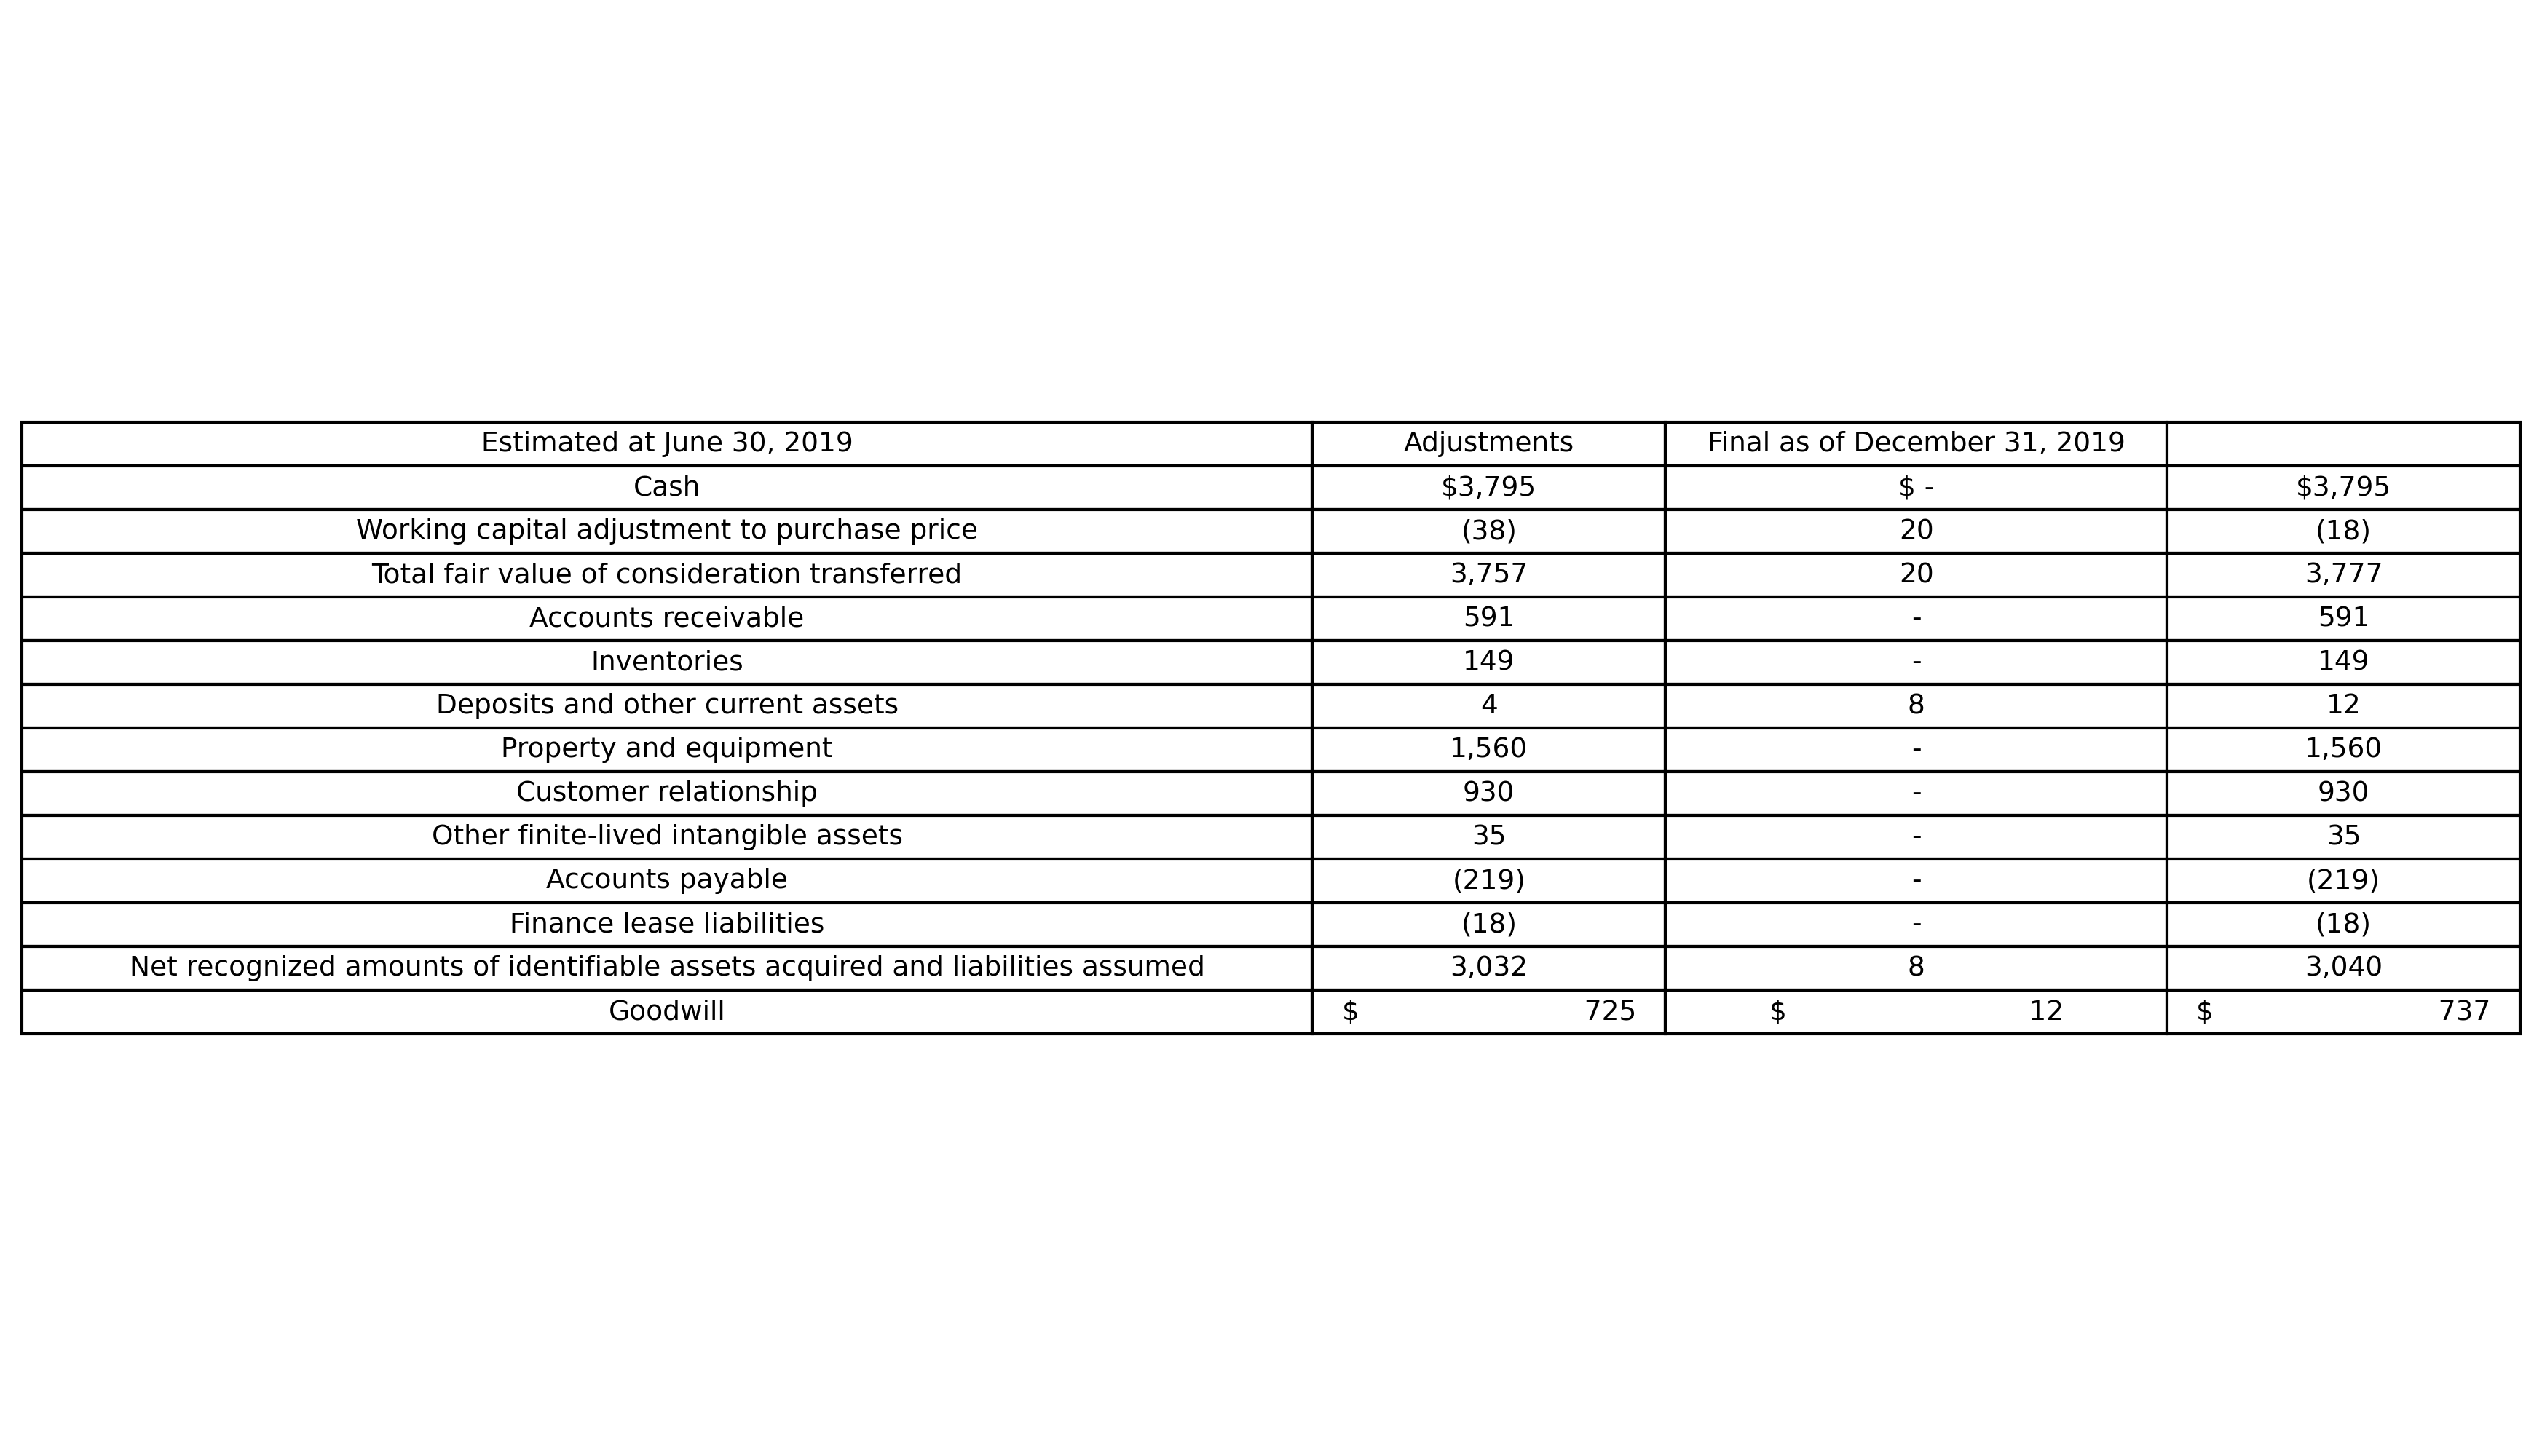 Estimated at June 30, 2019 Adjustments Final as of December 31, 2019
Cash $3,795 $ - $3,795
Working capital adjustment to purchase price (38) 20 (18)
Total fair value of consideration transferred 3,757 20 3,777
Accounts receivable 591 - 591
Inventories 149 - 149
Deposits and other current assets 4 8 12
Property and equipment 1,560 - 1,560
Customer relationship 930 - 930
Other finite-lived intangible assets 35 - 35
Accounts payable (219) - (219)
Finance lease liabilities (18) - (18)
Net recognized amounts of identifiable assets acquired and liabilities assumed 3,032 8 3,040
Goodwill $ 725 $ 12 $ 737